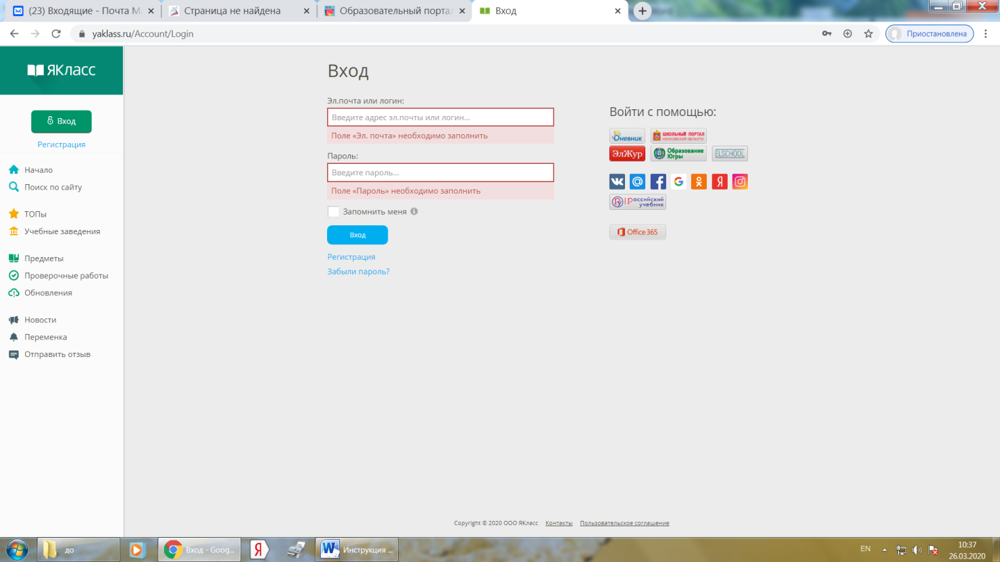 (23) Входящие - Почта M
Страница не найдена
Образовательный портал
Вход
yaklass.ru/Account/Login
Приостановлена
ЯКласс
Вход
Регистрация
Начало
Поиск по сайту
ТОПы
Учебные заведения
Предметы
Проверочные работы
Обновления
Новости
Переменка
Отправить отзыв
Вход
Эл.почта или логин:
Введите адрес эл.почты или логин...
Поле «Эл. почта» необходимо заполнить
Пароль:
Введите пароль...
Поле «Пароль» необходимо заполнить
Запомнить меня
Вход
Регистрация
Забыли пароль?
Войти с помощью:
Дневник
ШКОЛЬНЫЙ ПОРТАЛ
МОСКОВСКОЙ ОБЛАСТИ
ЭлЖур
Образование
Югры
ELSCHOOL
Российский
учебник
Office 365
Copyright © 2020 ООО ЯКласс Контакты Пользовательское соглашение
до
Вход - Goog...
Инструкция ...
EN
10:37
26.03.2020